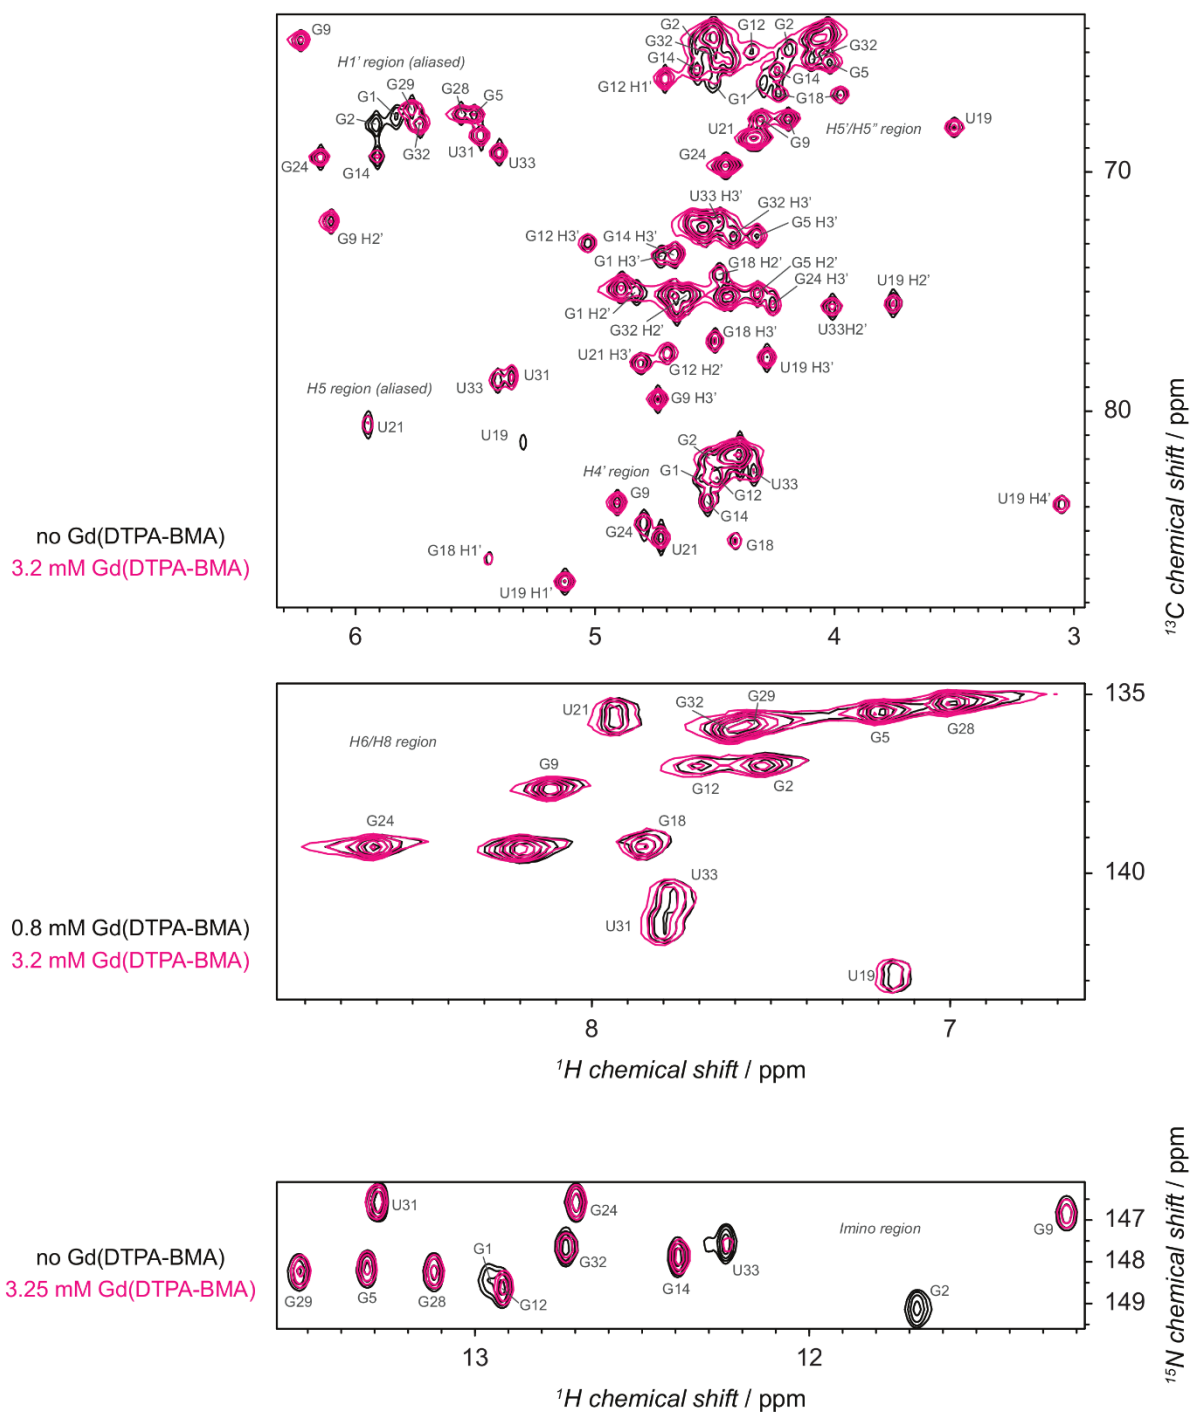 G9
H1' region (aliased)
G29
G1
G28
G5
G2
G32
U31
U33
G24
G14
G9 H2'
G2
G12
G2
G32
G32
G14
G14
G5
G12 H1'
G1
G18
H5'/H5" region
U19
U21
G9
G24
U33 H3'
G32 H3'
G12 H3'
G14 H3'
G5 H3'
G1 H3'
G18 H2'
G5 H2'
G24 H3'
U19 H2'
G1 H2'
G32 H2'
U33H2'
G18 H3'
U21 H3'
G12 H2'
U19 H3'
H5 region (aliased)
U33
U31
G9 H3'
U21
U19
G2
H4' region
G1
U33
G9
G12
U19 H4'
G14
G24
U21
G18
G18 H1'
U19 H1'
no Gd(DTPA-BMA)
3.2 mM Gd(DTPA-BMA)
70
80
13C chemical shift / ppm
6
5
4
3
G32
G29
U21
H6/H8 region
G5
G28
G9
G12
G2
G24
G18
U33
U31
U19
135
140
0.8 mM Gd(DTPA-BMA)
3.2 mM Gd(DTPA-BMA)
8
7
1H chemical shift / ppm
U31
G24
Imino region
G9
G1
G32
U33
G29
G5
G28
G12
G14
G2
147
148
149
15N chemical shift / ppm
no Gd(DTPA-BMA)
3.25 mM Gd(DTPA-BMA)
13
12
1H chemical shift / ppm